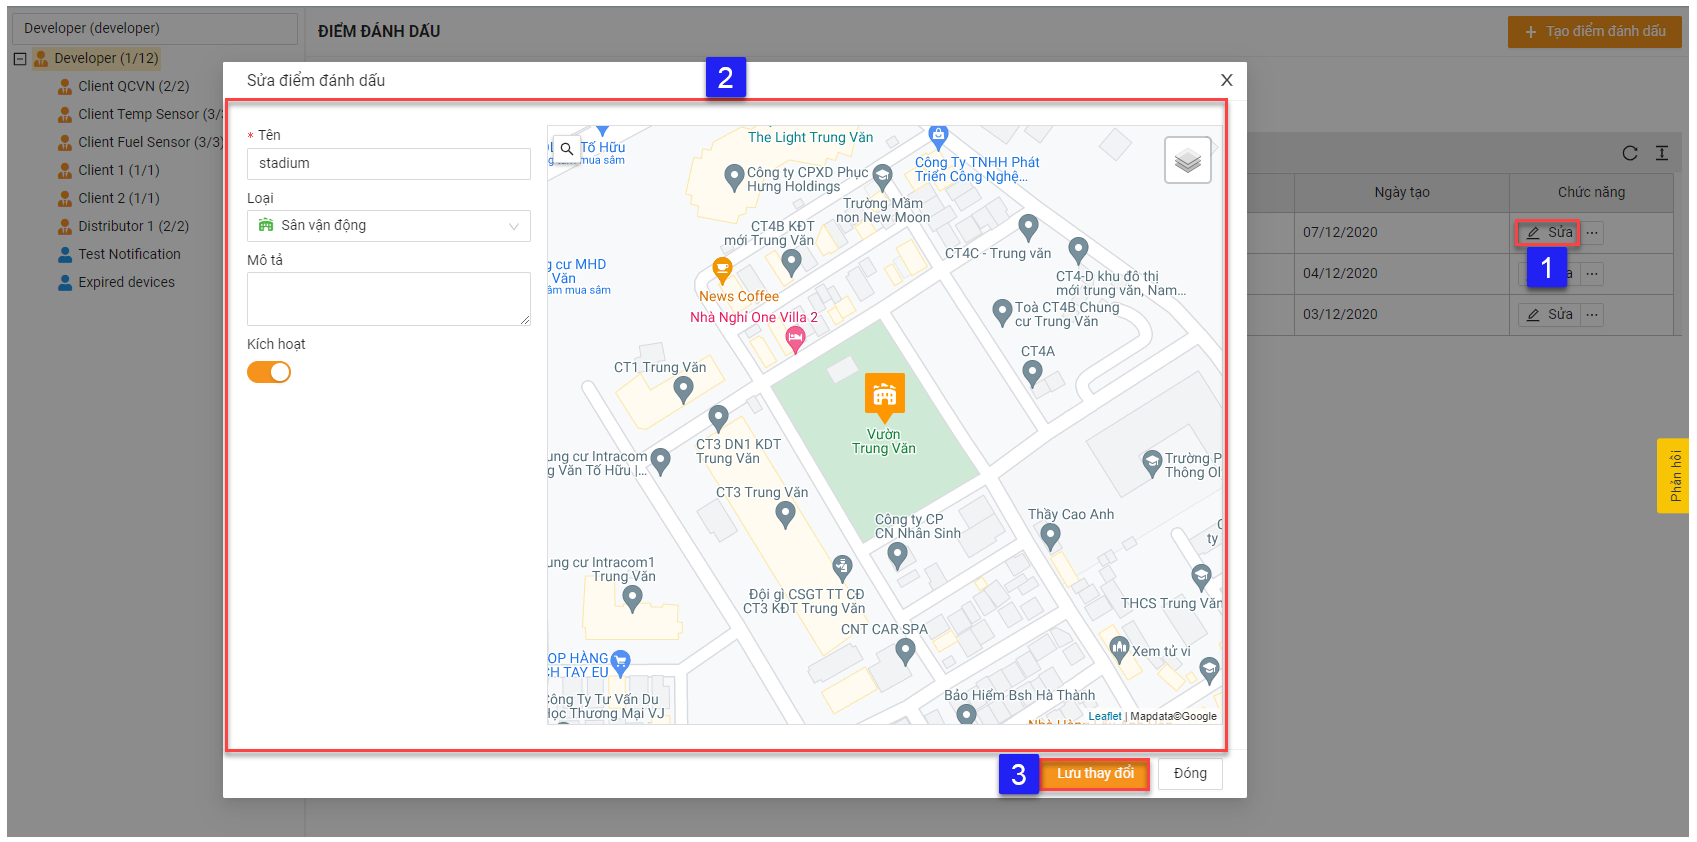 Developer (developer)
Developer (1/12)
Client QCVN (2/2)
Client Temp Sensor (3/
Client Fuel Sensor (3/3)
Client 1 (1/1)
Client 2 (1/1)
Distributor 1 (2/2)
Test Notification
Expired devices
ĐIỂM ĐÁNH DẤU
+ Tạo điểm đánh dấu
Sửa điểm đánh dấu
2
X
* Tên
stadium
Loại
Sân vận động
Mô tả
Kích hoạt
The Light Trung Văn
Tố Hữu
mua sắm
Công ty CPXD Phục
Hưng Holdings
Công Ty TNHH Phát
Triển Công Nghệ...
Trường Mầm
non New Moon
CT4B KĐT
mới Trung Văn
CT4C - Trung văn
g cư MHD
Văn
ắm mua sắm
CT4-D khu đô thị
mới trung văn, Nam...
News Coffee
Nhà Nghỉ One Villa 2
Toà CT4B Chung
cư Trung Văn
CT4A
CT1 Trung Văn
Vườn
Trung Văn
CT3 DN1 KDT
Trung Văn
ung cư Intracom
g Văn Tố Hữu |...
Trường P
Thông Ol
CT3 Trung Văn
Công ty CP
CN Nhân Sinh
Thầy Cao Anh
ty
ung cư Intracom1
Trung Văn
Đội gì CSGT TT CĐ
CT3 KĐT Trung Văn
THCS Trung Văn
CNT CAR SPA
Xem tử vi
OP HÀNG
CH TAY EU
ông Ty Tư Vấn Du
Học Thương Mại VJ
Bảo Hiểm Bsh Hà Thành
Leaflet | Mapdata©Google
3
Lưu thay đổi
Đóng
Ngày tạo
Chức năng
07/12/2020
Sửa
...
1
04/12/2020
a
...
03/12/2020
Sửa
...
Phản hồi